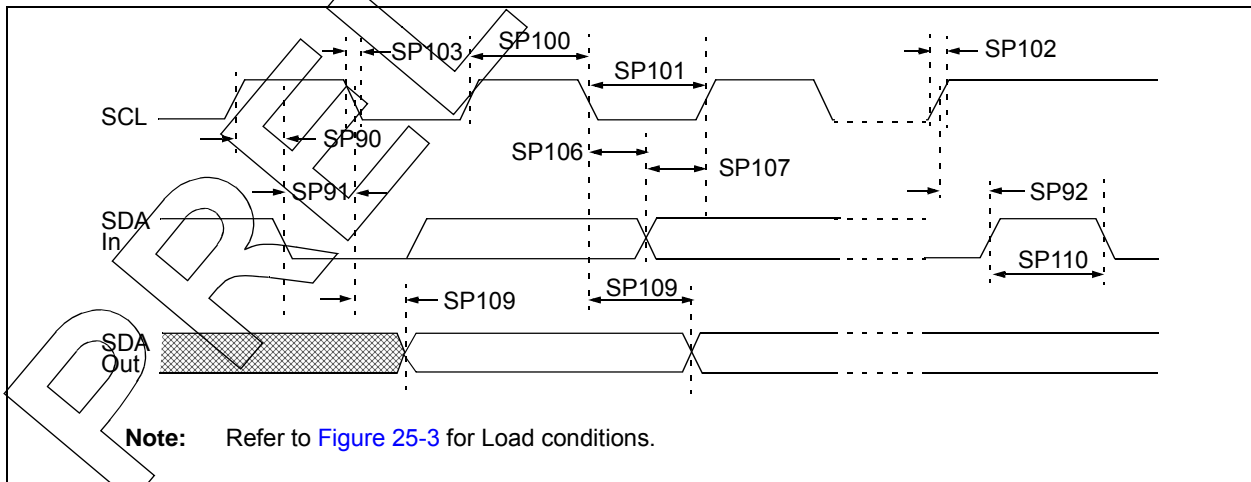 SP103
SP100
SP102
SP101
SCL
SP90
SP106
SP107
SP91
SP92
SDA
In
SP110
SP109
SP109
SDA
Out
Note: Refer to Figure 25-3 for Load conditions.
PREL